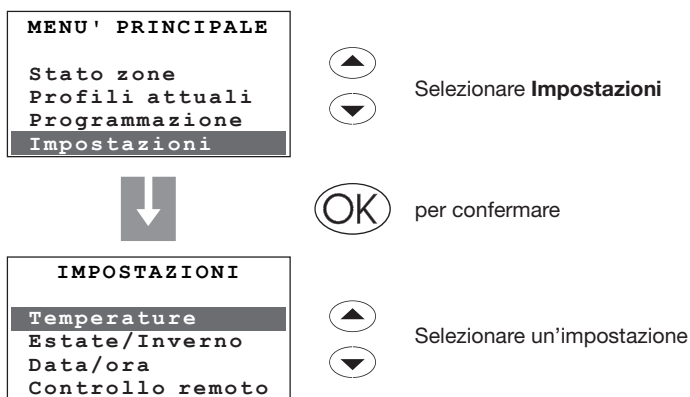 MENU' PRINCIPALE
Stato zone
Profili attuali
Programmazione
Impostazioni
Selezionare Impostazioni
OK
per confermare
IMPOSTAZIONI
Temperature
Estate/Inverno
Data/ora
Controllo remoto
Selezionare un'impostazione